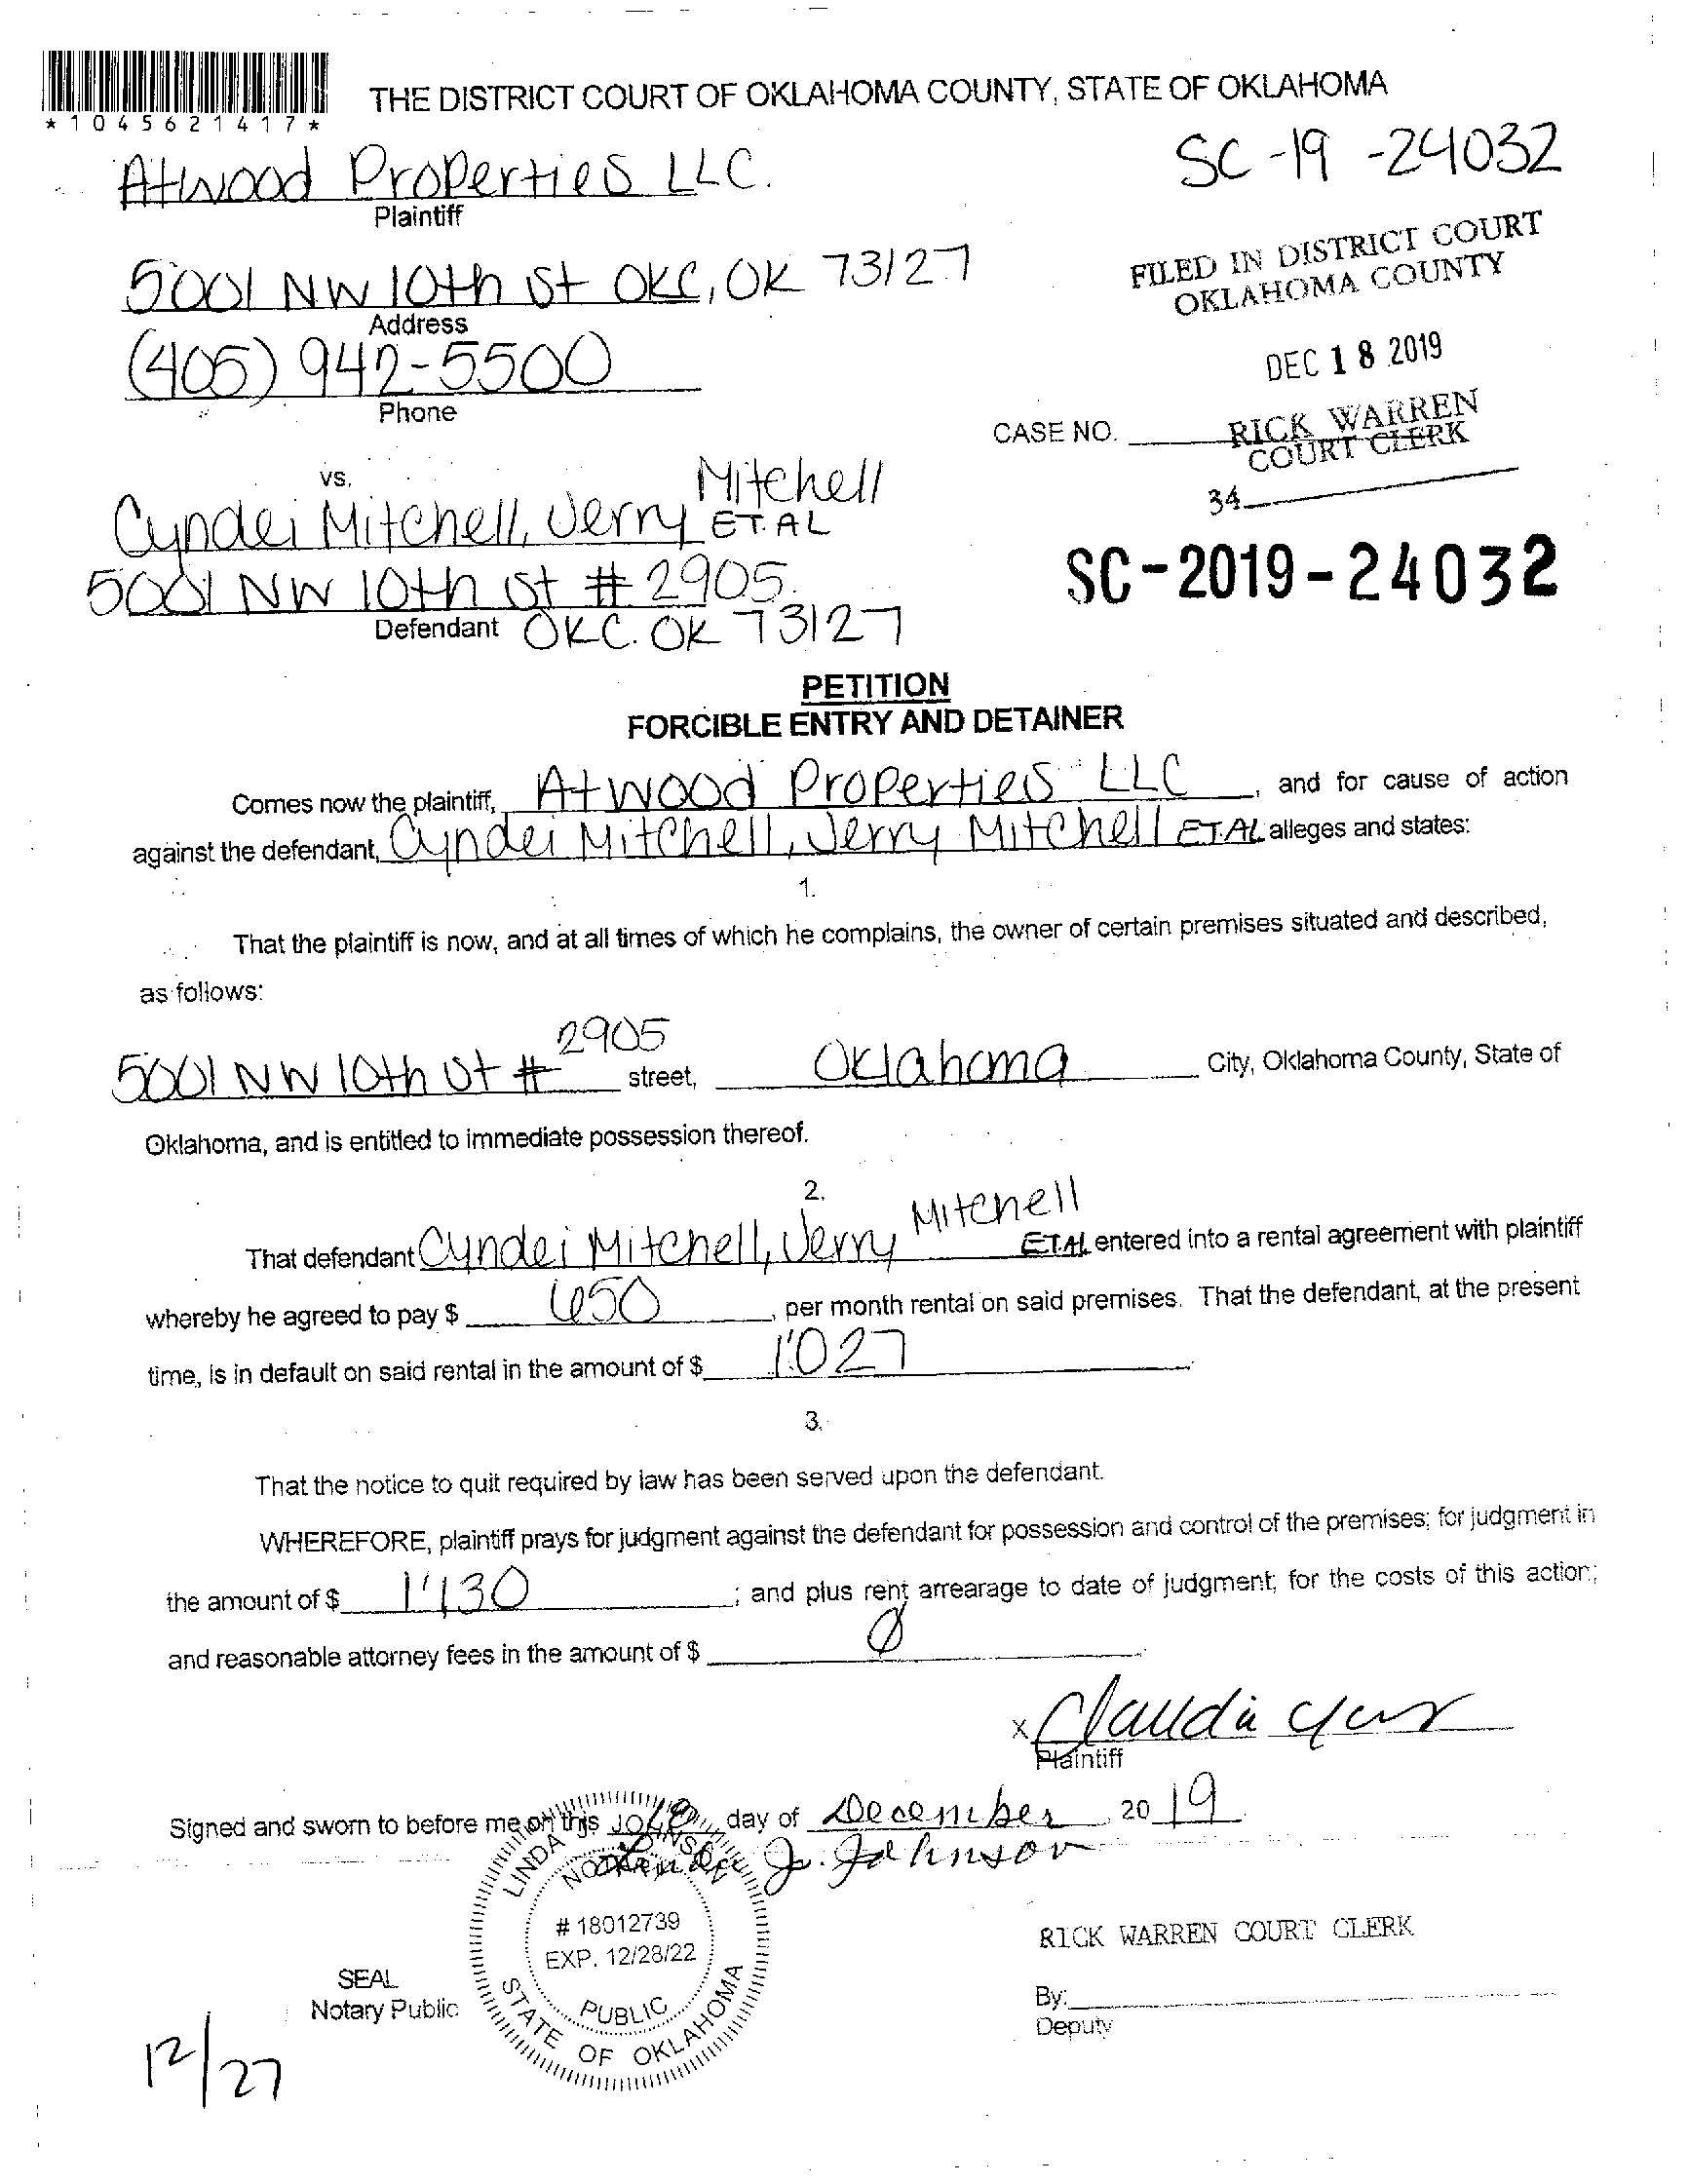 *1045621417*
THE DISTRICT COURT OF OKLAHOMA COUNTY, STATE OF OKLAHOMA
SC-19-24032
Atwood Properties LLC.
Plaintiff
FILED IN DISTRICT COURT
OKLAHOMA COUNTY
5001 NW 10th St OKC, OK 73127
Address
DEC 18 2019
(405) 942-5500
Phone
CASE NO.
RICK WARREN
COURT CLERK
34
vs.
Mitchell
Cyndei Mitchell, Jerry ET.AL
SC-2019-24032
5001 NW 10th St # 2905
Defendant OKC. OK 73127
PETITION
FORCIBLE ENTRY AND DETAINER
Comes now the plaintiff, Atwood Properties LLC, and for cause of action
against the defendant, Cyndei Mitchell, Jerry Mitchell ET.AL alleges and states:
1.
That the plaintiff is now, and at all times of which he complains, the owner of certain premises situated and described,
as follows:
2905
5001 NW 10th St # street, Oklahoma City, Oklahoma County, State of
Oklahoma, and is entitled to immediate possession thereof.
2.
Mitchell
That defendant Cyndei Mitchell, Jerry ET.AL entered into a rental agreement with plaintiff
whereby he agreed to pay $ 650, per month rental on said premises. That the defendant, at the present
time, is in default on said rental in the amount of $ 1'027
3.
That the notice to quit required by law has been served upon the defendant.
WHEREFORE, plaintiff prays for judgment against the defendant for possession and control of the premises; for judgment in
the amount of $ 1'130; and plus rent arrearage to date of judgment; for the costs of this action;
and reasonable attorney fees in the amount of $ Ø
x Claudia
Plaintiff
Signed and sworn to before me on this day of December 2019
Linda J. Johnson
LINDA J. JOHNSON
NOTARY
# 18012739
EXP. 12/28/22
PUBLIC
STATE OF OKLAHOMA
RICK WARREN COURT CLERK
SEAL
Notary Public
By:
Deputy
12/27